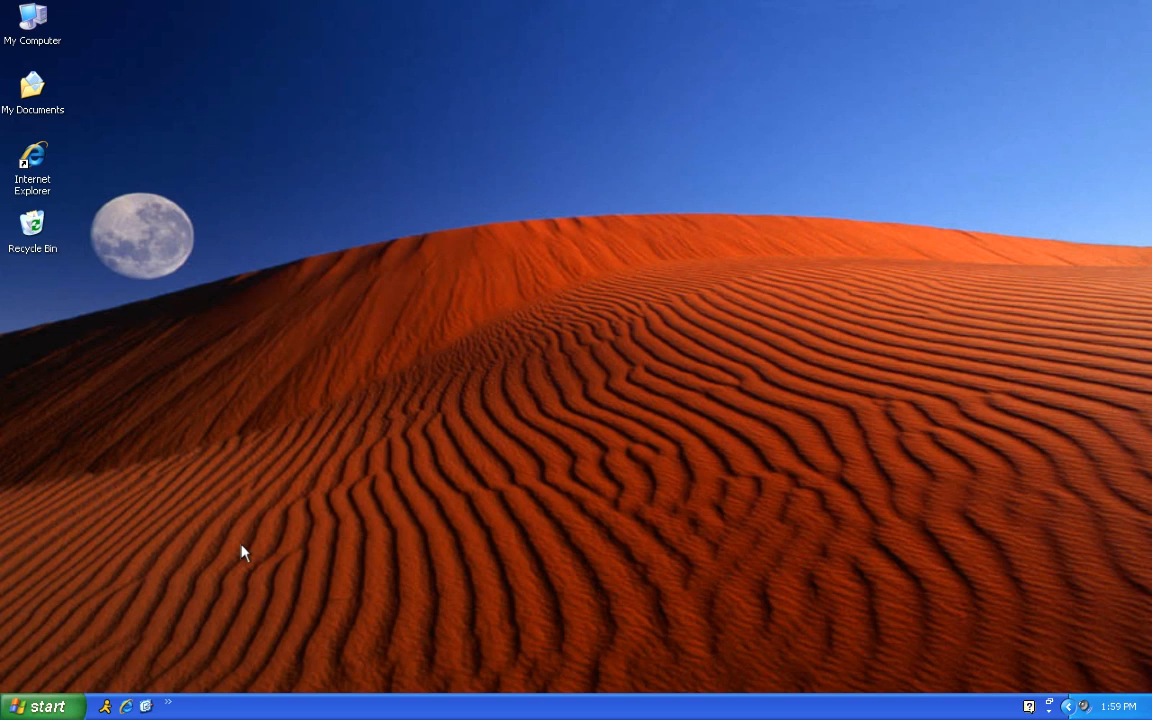 My Computer
My Documents
Internet
Explorer
Recycle Bin
start
1:59 PM